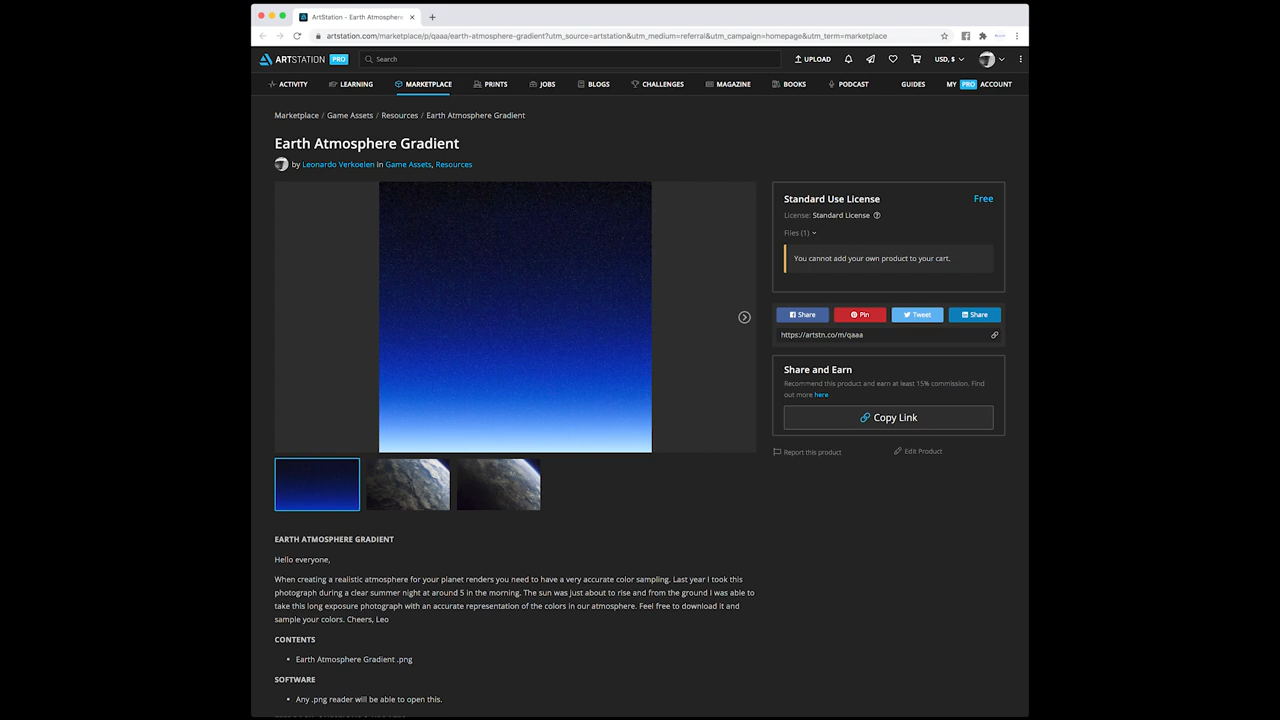 ArtStation - Earth Atmosphere
artstation.com/marketplace/p/qaaa/earth-atmosphere-gradient?utm_source=artstation&utm_medium=referral&utm_campaign=homepage&utm_term=marketplace
ARTSTATION PRO
Search
UPLOAD
USD, $
ACTIVITY
LEARNING
MARKETPLACE
PRINTS
JOBS
BLOGS
CHALLENGES
MAGAZINE
BOOKS
PODCAST
GUIDES
MY PRO ACCOUNT
Marketplace / Game Assets / Resources / Earth Atmosphere Gradient
Earth Atmosphere Gradient
by Leonardo Verkoelen in Game Assets, Resources
Standard Use License
Free
License: Standard License
Files (1)
You cannot add your own product to your cart.
Share
Pin
Tweet
Share
https://artstn.co/m/qaaa
Share and Earn
Recommend this product and earn at least 15% commission. Find
out more here
Copy Link
Report this product
Edit Product
EARTH ATMOSPHERE GRADIENT
Hello everyone,
When creating a realistic atmosphere for your planet renders you need to have a very accurate color sampling. Last year I took this
photograph during a clear summer night at around 5 in the morning. The sun was just about to rise and from the ground I was able to
take this long exposure photograph with an accurate representation of the colors in our atmosphere. Feel free to download it and
sample your colors. Cheers, Leo
CONTENTS
Earth Atmosphere Gradient .png
SOFTWARE
Any .png reader will be able to open this.